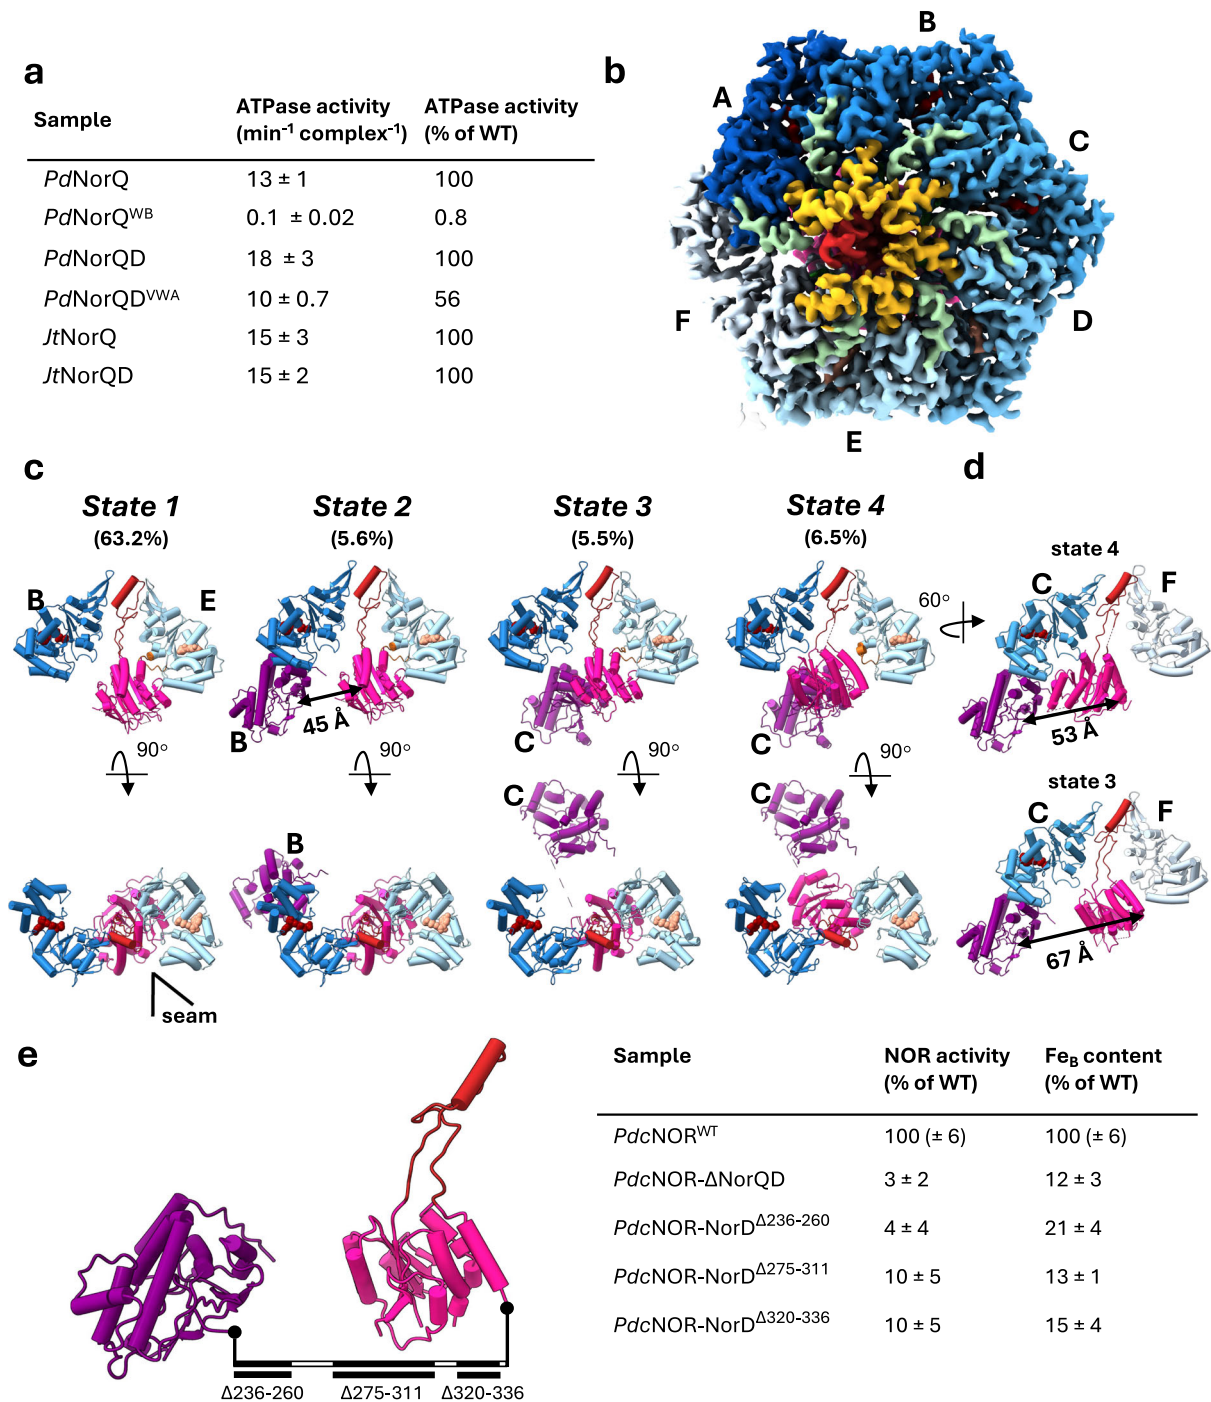 a
Sample	ATPase activity (min⁻¹ complex⁻¹)	ATPase activity (% of WT)
PdNorQ	13 ± 1	100
PdNorQ^WB	0.1 ± 0.02	0.8
PdNorQD	18 ± 3	100
PdNorQD^VWA	10 ± 0.7	56
JtNorQ	15 ± 3	100
JtNorQD	15 ± 2	100
b
B
A
C
F
D
E
c
State 1
(63.2%)
State 2
(5.6%)
State 3
(5.5%)
State 4
(6.5%)
B
E
45 Å
B
C
C
60°
90°
90°
90°
90°
B
C
C
seam
d
state 4
C
F
53 Å
state 3
C
F
67 Å
e
Δ236-260
Δ275-311
Δ320-336
Sample	NOR activity (% of WT)	Fe_B content (% of WT)
PdcNOR^WT	100 (± 6)	100 (± 6)
PdcNOR-ΔNorQD	3 ± 2	12 ± 3
PdcNOR-NorD^Δ236-260	4 ± 4	21 ± 4
PdcNOR-NorD^Δ275-311	10 ± 5	13 ± 1
PdcNOR-NorD^Δ320-336	10 ± 5	15 ± 4